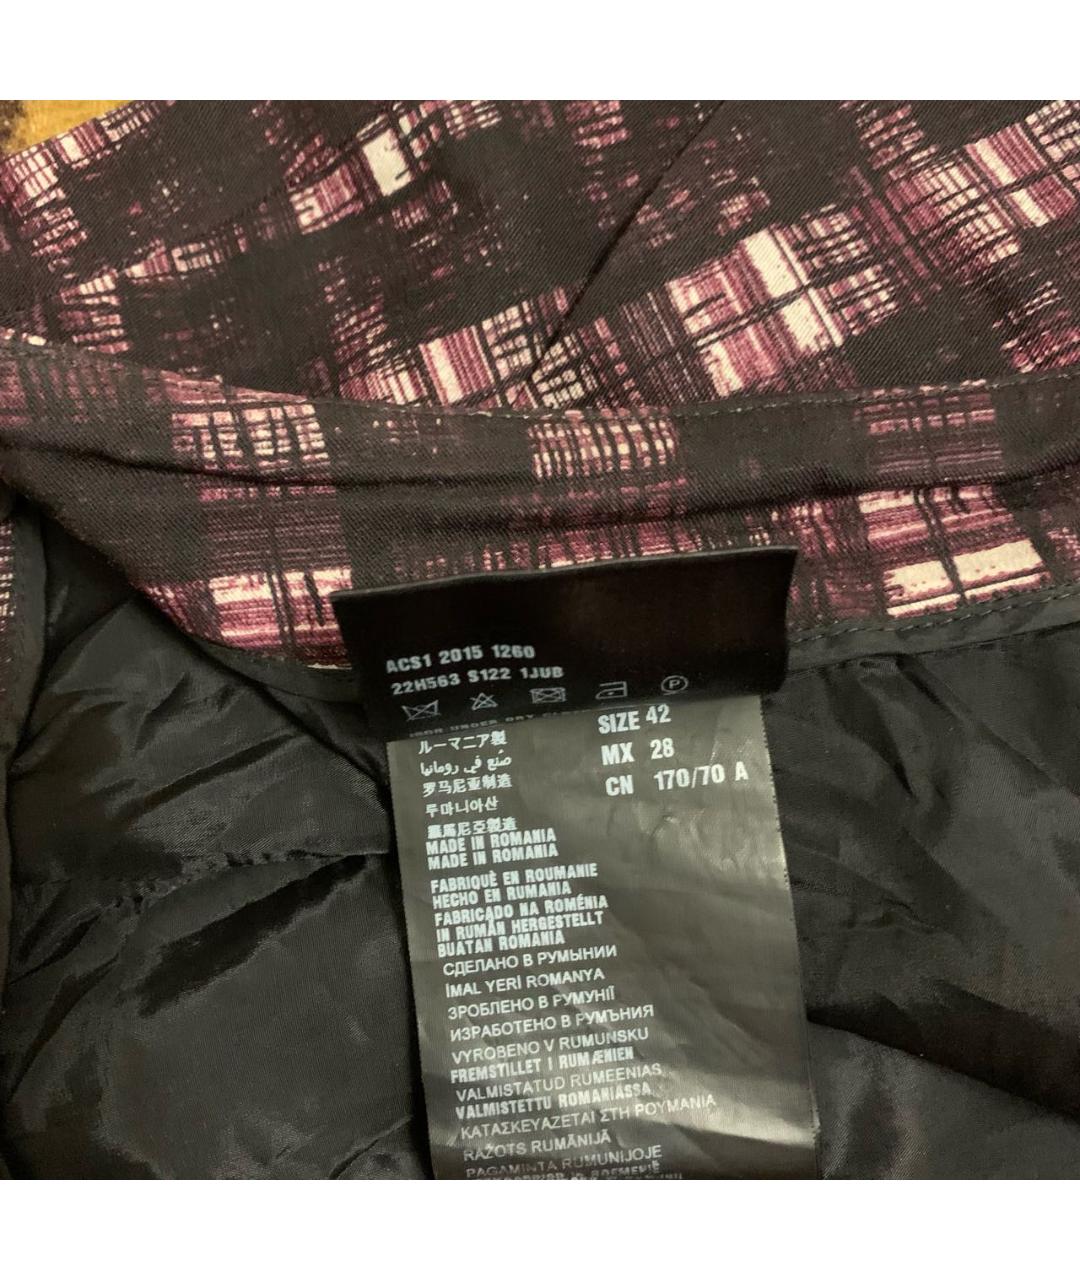 ACS1 2015 1260
22H563 S122 1JUB
P
SIZE 42
MX 28
CN 170/70 A
ルーマニア製
صنع في رومانيا
罗马尼亚制造
루마니아산
羅馬尼亞製造
MADE IN ROMANIA
MADE IN ROMANIA
FABRIQUÈ EN ROUMANIE
HECHO EN RUMANIA
FABRICADO NA ROMÉNIA
IN RUMÄN HERGESTELLT
BUATAN ROMANIA
СДЕЛАНО В РУМЫНИИ
İMAL YERİ ROMANYA
ЗРОБЛЕНО В РУМУНІЇ
ИЗРАБОТЕНО В РУМЪНИЯ
VYROBENO V RUMUNSKU
FREMSTILLET I RUMÆNIEN
VALMISTATUD RUMEENIAS
VALMISTETTU ROMANIASSA
ΚΑΤΑΣΚΕΥΑΖΕΤΑΙ ΣΤΗ ΡΟΥΜΑΝΙΑ
RAŽOTS RUMĀNIJĀ
PAGAMINTA RUMUNIJOJE